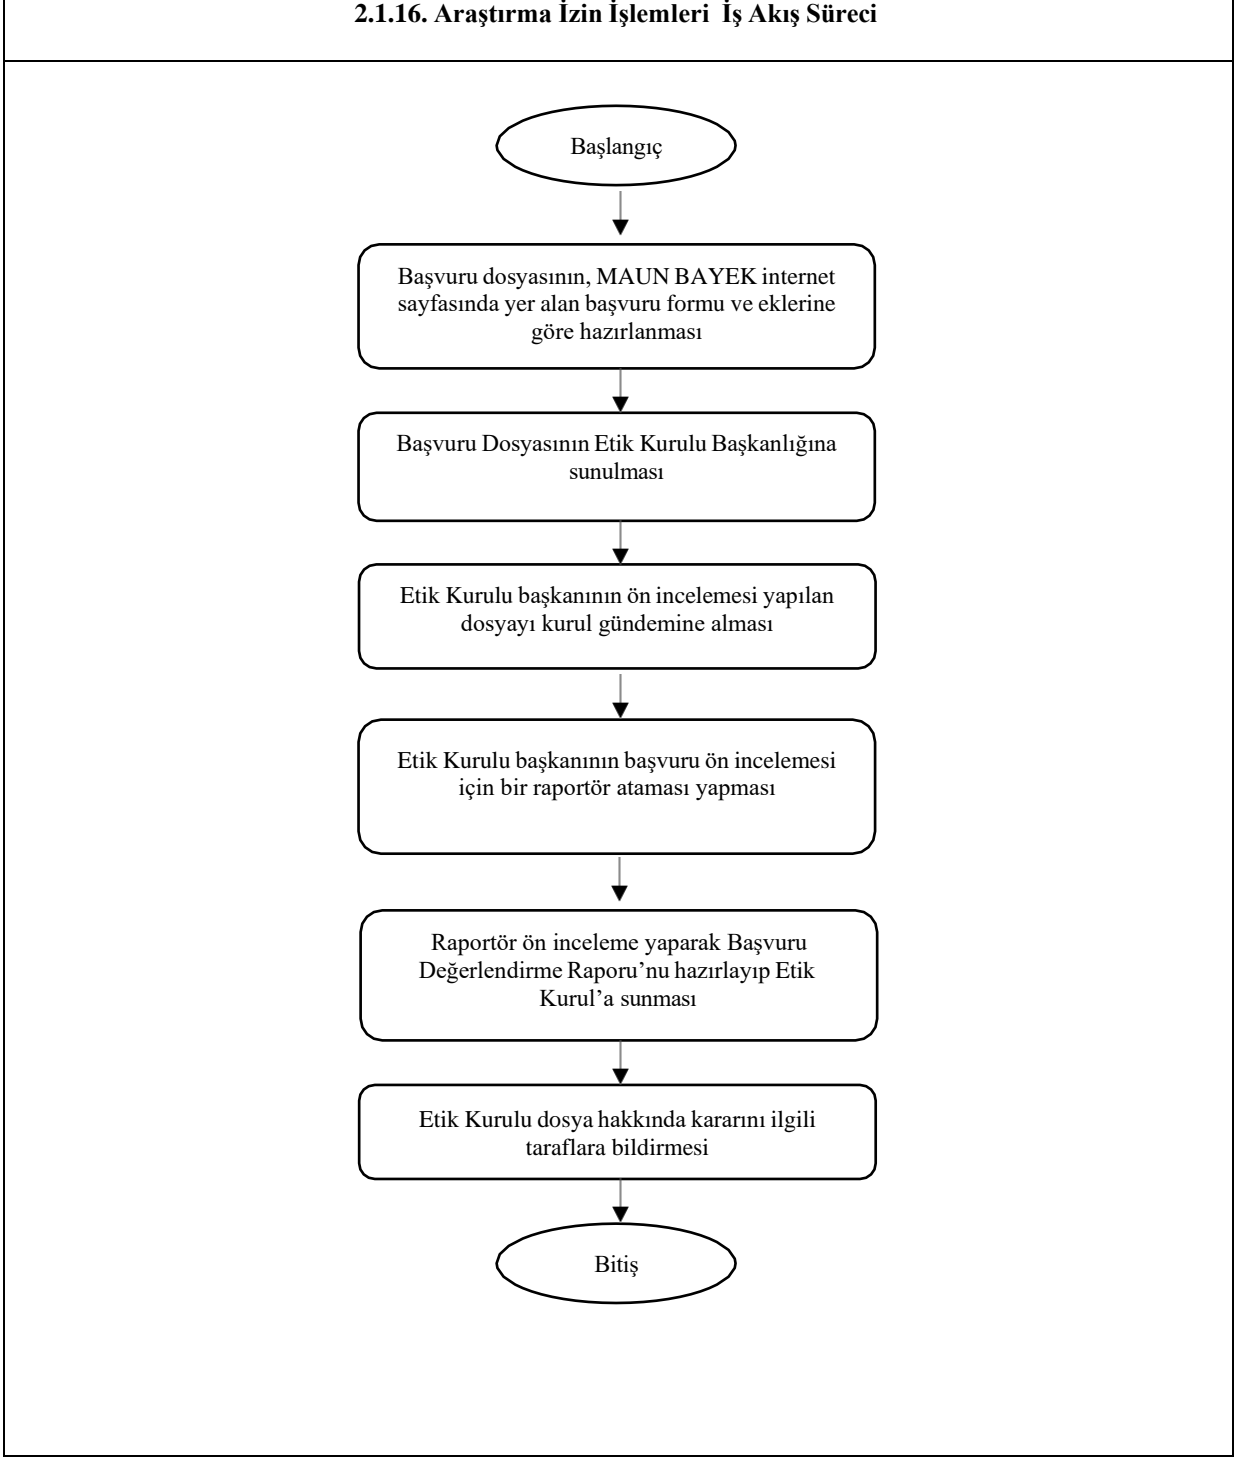 2.1.16. Araştırma İzin İşlemleri İş Akış Süreci
Başlangıç
Başvuru dosyasının, MAUN BAYEK internet
sayfasında yer alan başvuru formu ve eklerine
göre hazırlanması
Başvuru Dosyasının Etik Kurulu Başkanlığına
sunulması
Etik Kurulu başkanının ön incelemesi yapılan
dosyayı kurul gündemine alması
Etik Kurulu başkanının başvuru ön incelemesi
için bir raportör ataması yapması
Raportör ön inceleme yaparak Başvuru
Değerlendirme Raporu’nu hazırlayıp Etik
Kurul’a sunması
Etik Kurulu dosya hakkında kararını ilgili
taraflara bildirmesi
Bitiş